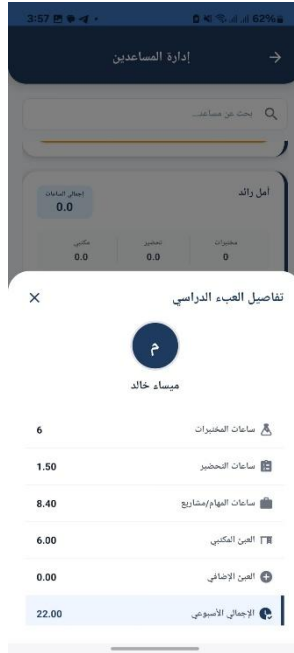 3:57 62%
إدارة المساعدين
بحث عن مساعد...
أمل رائد
إجمالي الساعات
0.0
مختبرات تحضير مكتبي
0 0.0 0.0
تفاصيل العبء الدراسي
م
ميساء خالد
ساعات المختبرات 6
ساعات التحضير 1.50
ساعات المهام/مشاريع 8.40
العبئ المكتبي 6.00
العبئ الإضافي 0.00
الإجمالي الأسبوعي 22.00